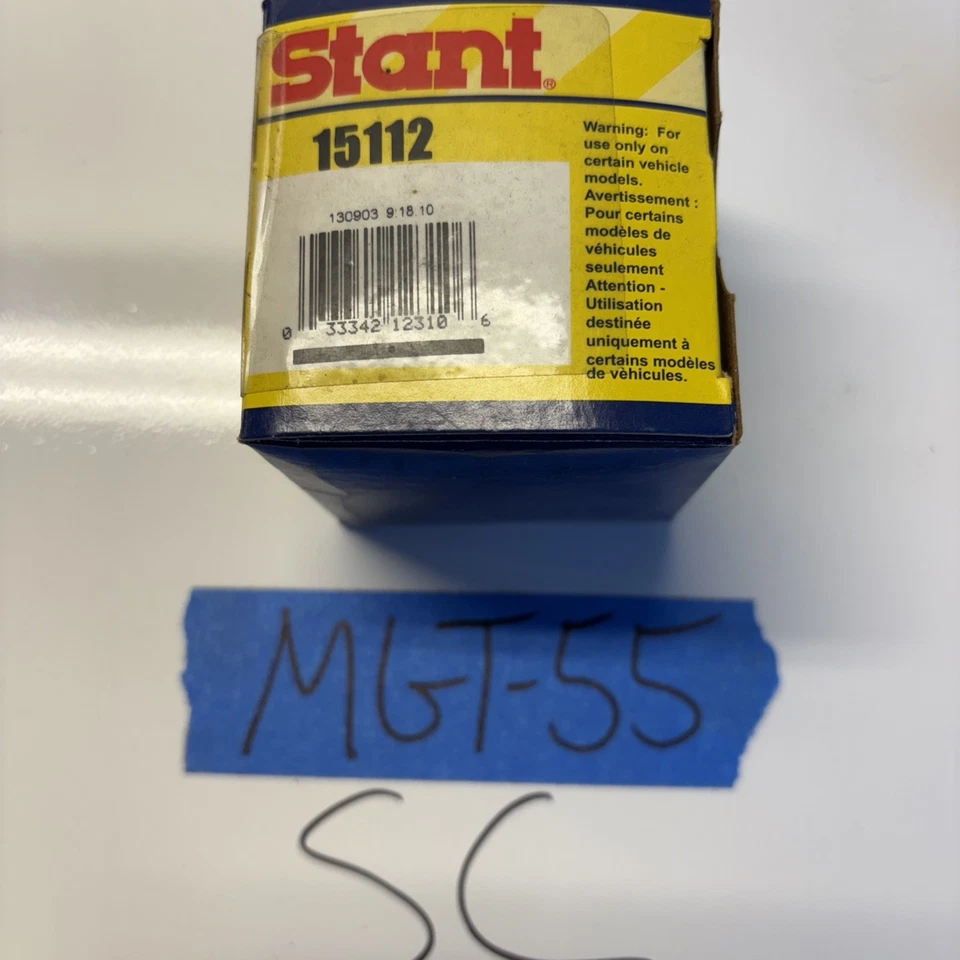 Stant®
15112
130903 9:18.10
0 33342 12310 6
Warning: For
use only on
certain vehicle
models.
Avertissement :
Pour certains
modèles de
véhicules
seulement
Attention -
Utilisation
destinée
uniquement à
certains modèles
de vèhicules.
MGT-55
SC